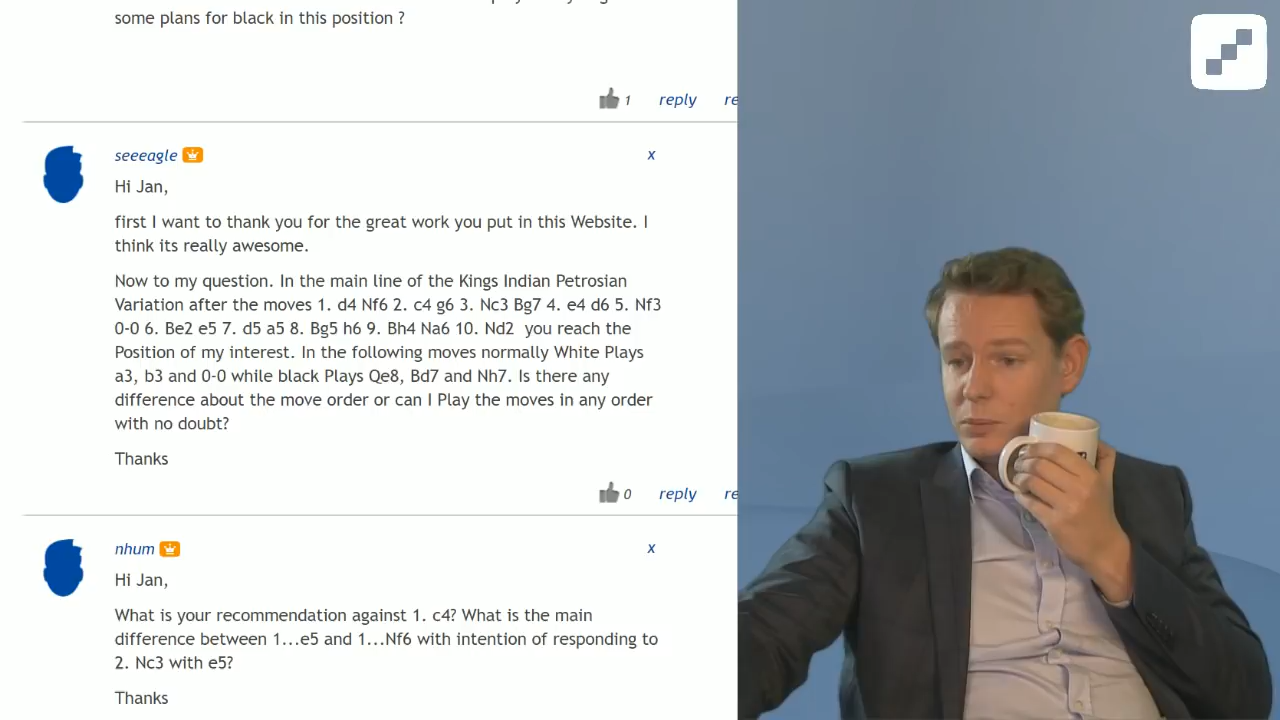 some plans for black in this position ?
1 reply re
seeeagle x
Hi Jan,
first I want to thank you for the great work you put in this Website. I
think its really awesome.
Now to my question. In the main line of the Kings Indian Petrosian
Variation after the moves 1. d4 Nf6 2. c4 g6 3. Nc3 Bg7 4. e4 d6 5. Nf3
0-0 6. Be2 e5 7. d5 a5 8. Bg5 h6 9. Bh4 Na6 10. Nd2  you reach the
Position of my interest. In the following moves normally White Plays
a3, b3 and 0-0 while black Plays Qe8, Bd7 and Nh7. Is there any
difference about the move order or can I Play the moves in any order
with no doubt?
Thanks
0 reply re
nhum x
Hi Jan,
What is your recommendation against 1. c4? What is the main
difference between 1...e5 and 1...Nf6 with intention of responding to
2. Nc3 with e5?
Thanks